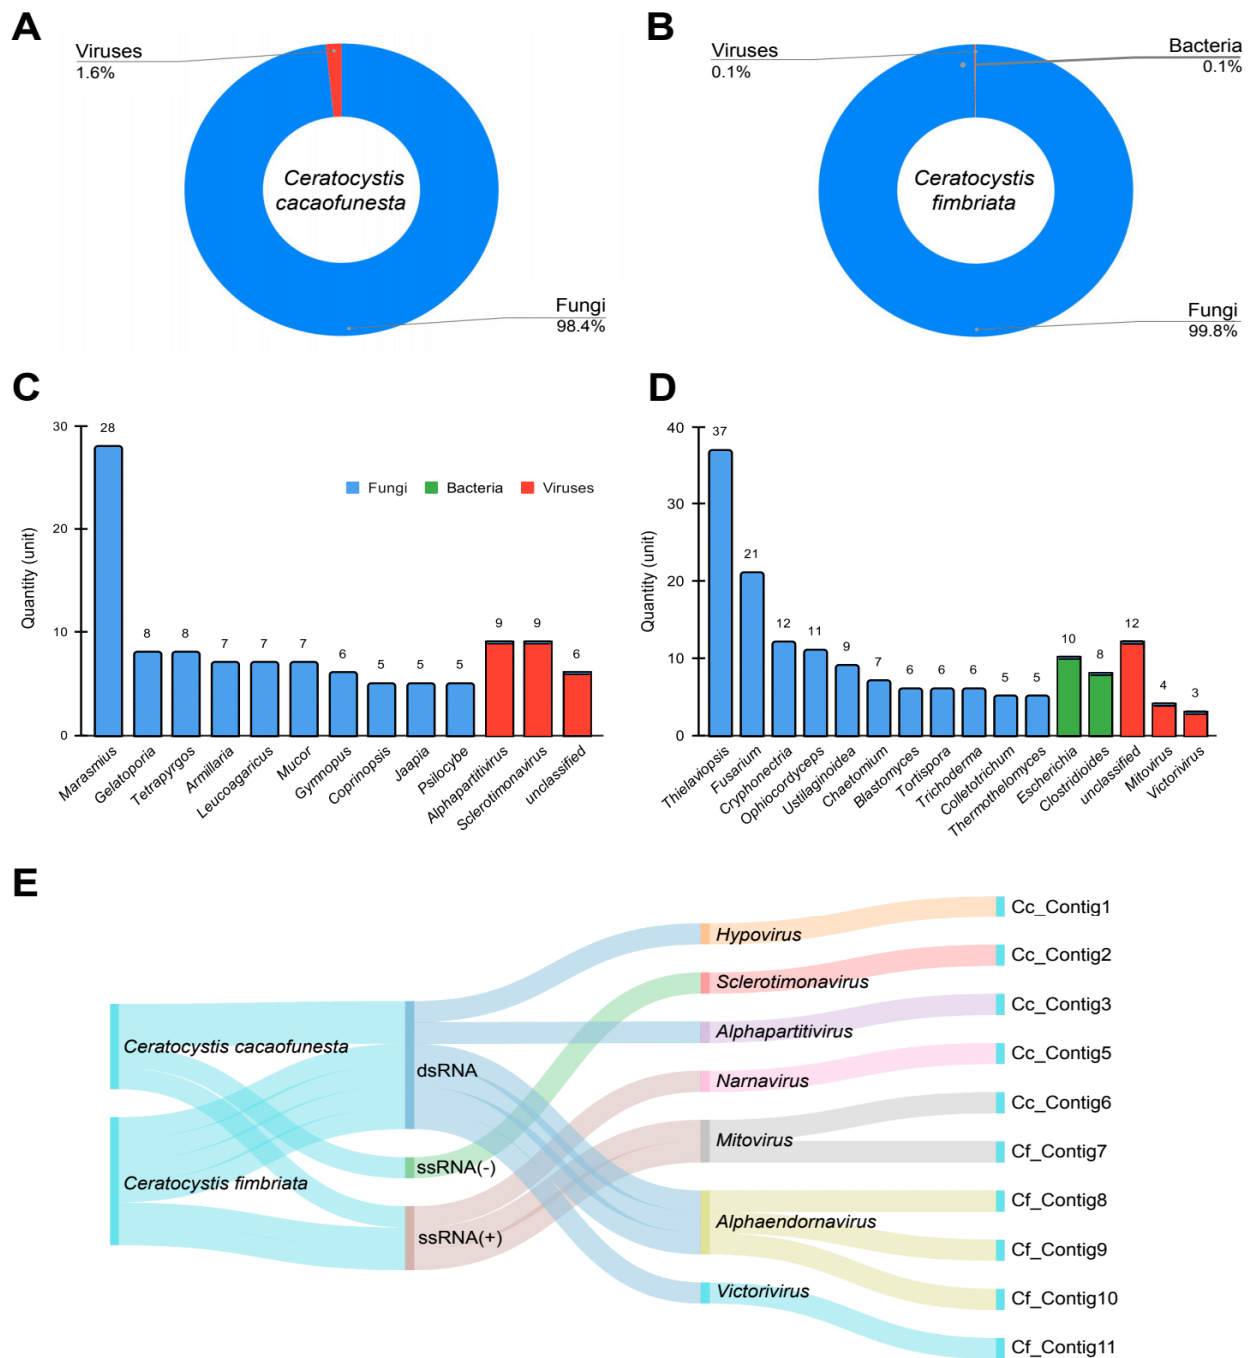 A
Viruses
1.6%
Ceratocystis
cacaofunesta
Fungi
98.4%
B
Viruses
0.1%
Bacteria
0.1%
Ceratocystis
fimbriata
Fungi
99.8%
C
Quantity (unit)
30
20
10
0
28
8
8
7
7
7
6
5
5
5
9
9
6
Fungi
Bacteria
Viruses
Marasmius
Gelatoporia
Tetrapyrgos
Armillaria
Leucoagaricus
Mucor
Gymnopus
Coprinopsis
Jaapia
Psilocybe
Alphapartitivirus
Sclerotimonavirus
unclassified
D
Quantity (unit)
40
30
20
10
0
37
21
12
11
9
7
6
6
6
5
5
10
8
12
4
3
Thielaviopsis
Fusarium
Cryphonectria
Ophiocordyceps
Ustilaginoidea
Chaetomium
Blastomyces
Tortispora
Trichoderma
Colletotrichum
Thermothelomyces
Escherichia
Clostridioides
unclassified
Mitovirus
Victorivirus
E
Ceratocystis cacaofunesta
Ceratocystis fimbriata
dsRNA
ssRNA(-)
ssRNA(+)
Hypovirus
Sclerotimonavirus
Alphapartitivirus
Narnavirus
Mitovirus
Alphaendornavirus
Victorivirus
Cc_Contig1
Cc_Contig2
Cc_Contig3
Cc_Contig5
Cc_Contig6
Cf_Contig7
Cf_Contig8
Cf_Contig9
Cf_Contig10
Cf_Contig11